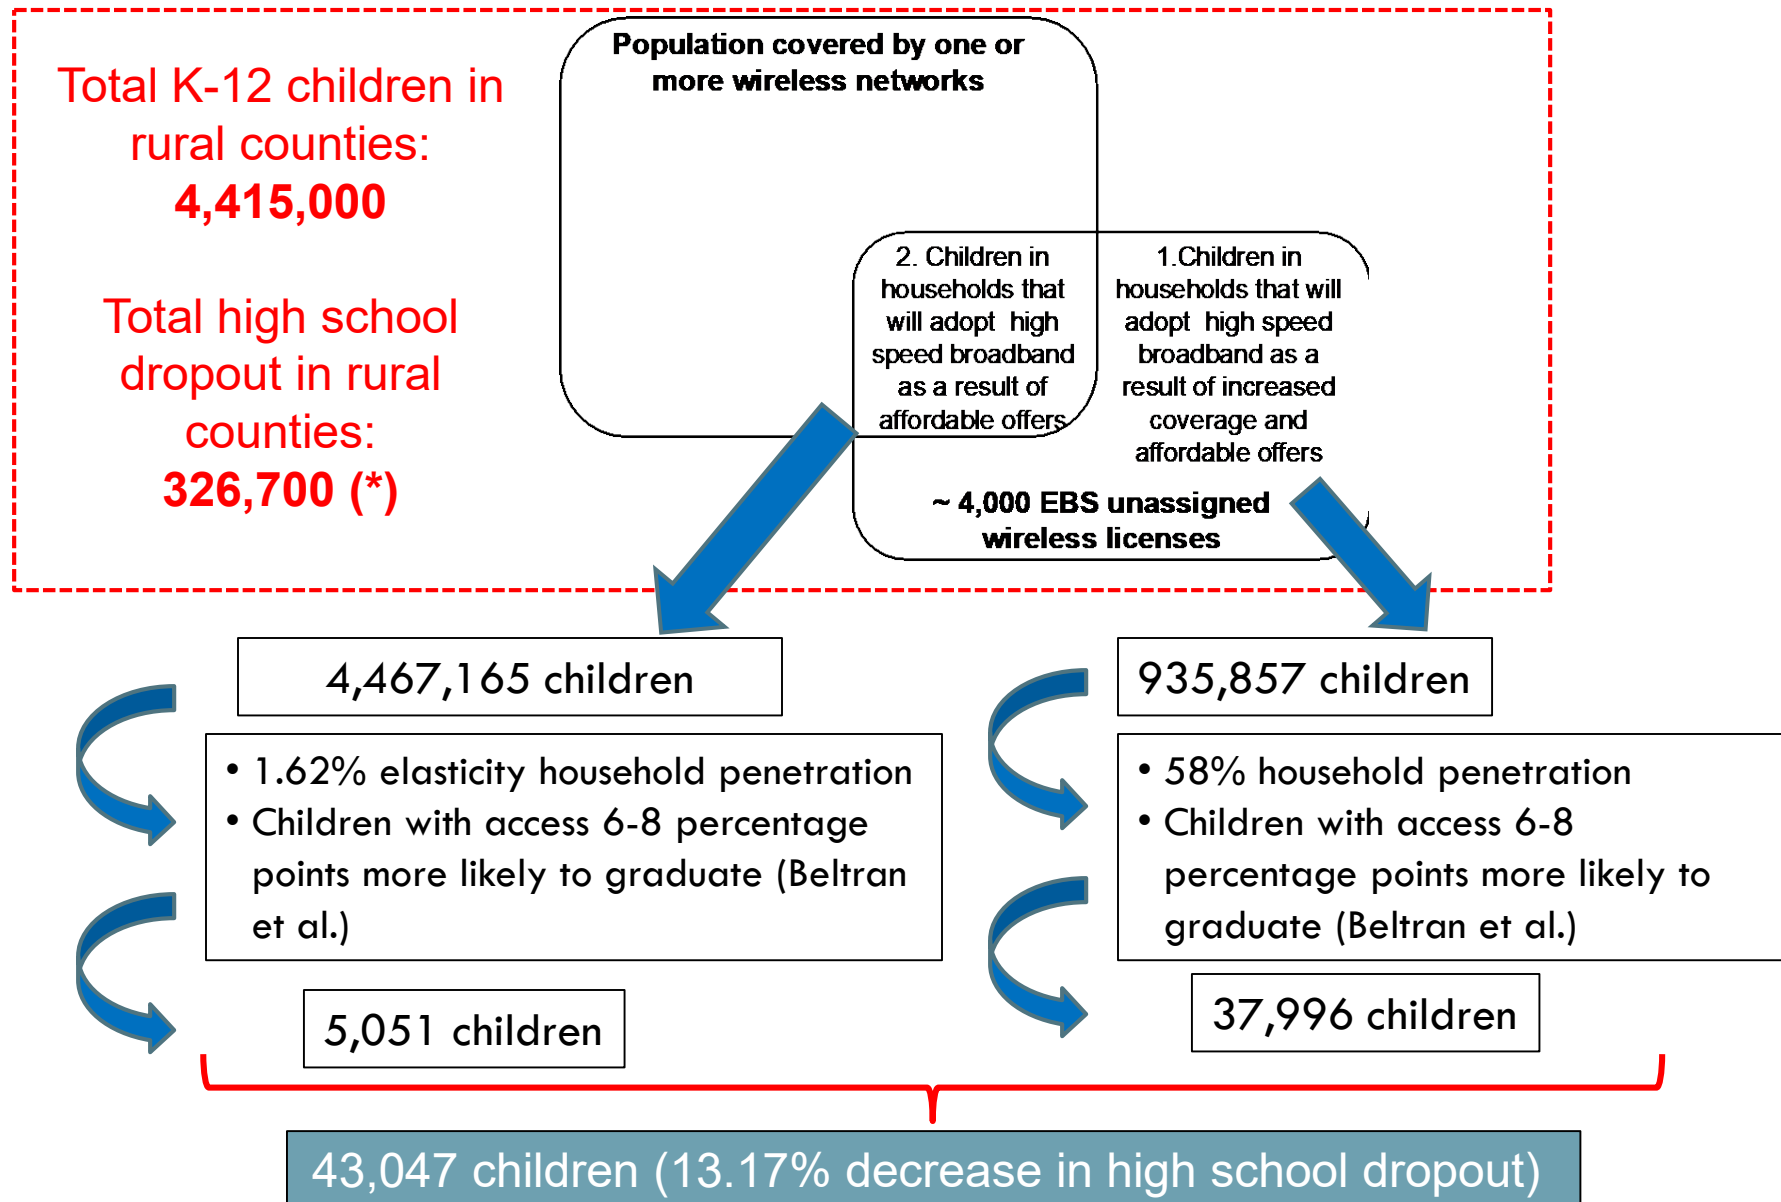 Total K-12 children in
rural counties:
4,415,000
Total high school
dropout in rural
counties:
326,700 (*)
Population covered by one or
more wireless networks
2. Children in
households that
will adopt high
speed broadband
as a result of
affordable offers
1.Children in
households that will
adopt high speed
broadband as a
result of increased
coverage and
affordable offers
~ 4,000 EBS unassigned
wireless licenses
4,467,165 children
• 1.62% elasticity household penetration
• Children with access 6-8 percentage
points more likely to graduate (Beltran
et al.)
5,051 children
935,857 children
• 58% household penetration
• Children with access 6-8
percentage points more likely to
graduate (Beltran et al.)
37,996 children
43,047 children (13.17% decrease in high school dropout)